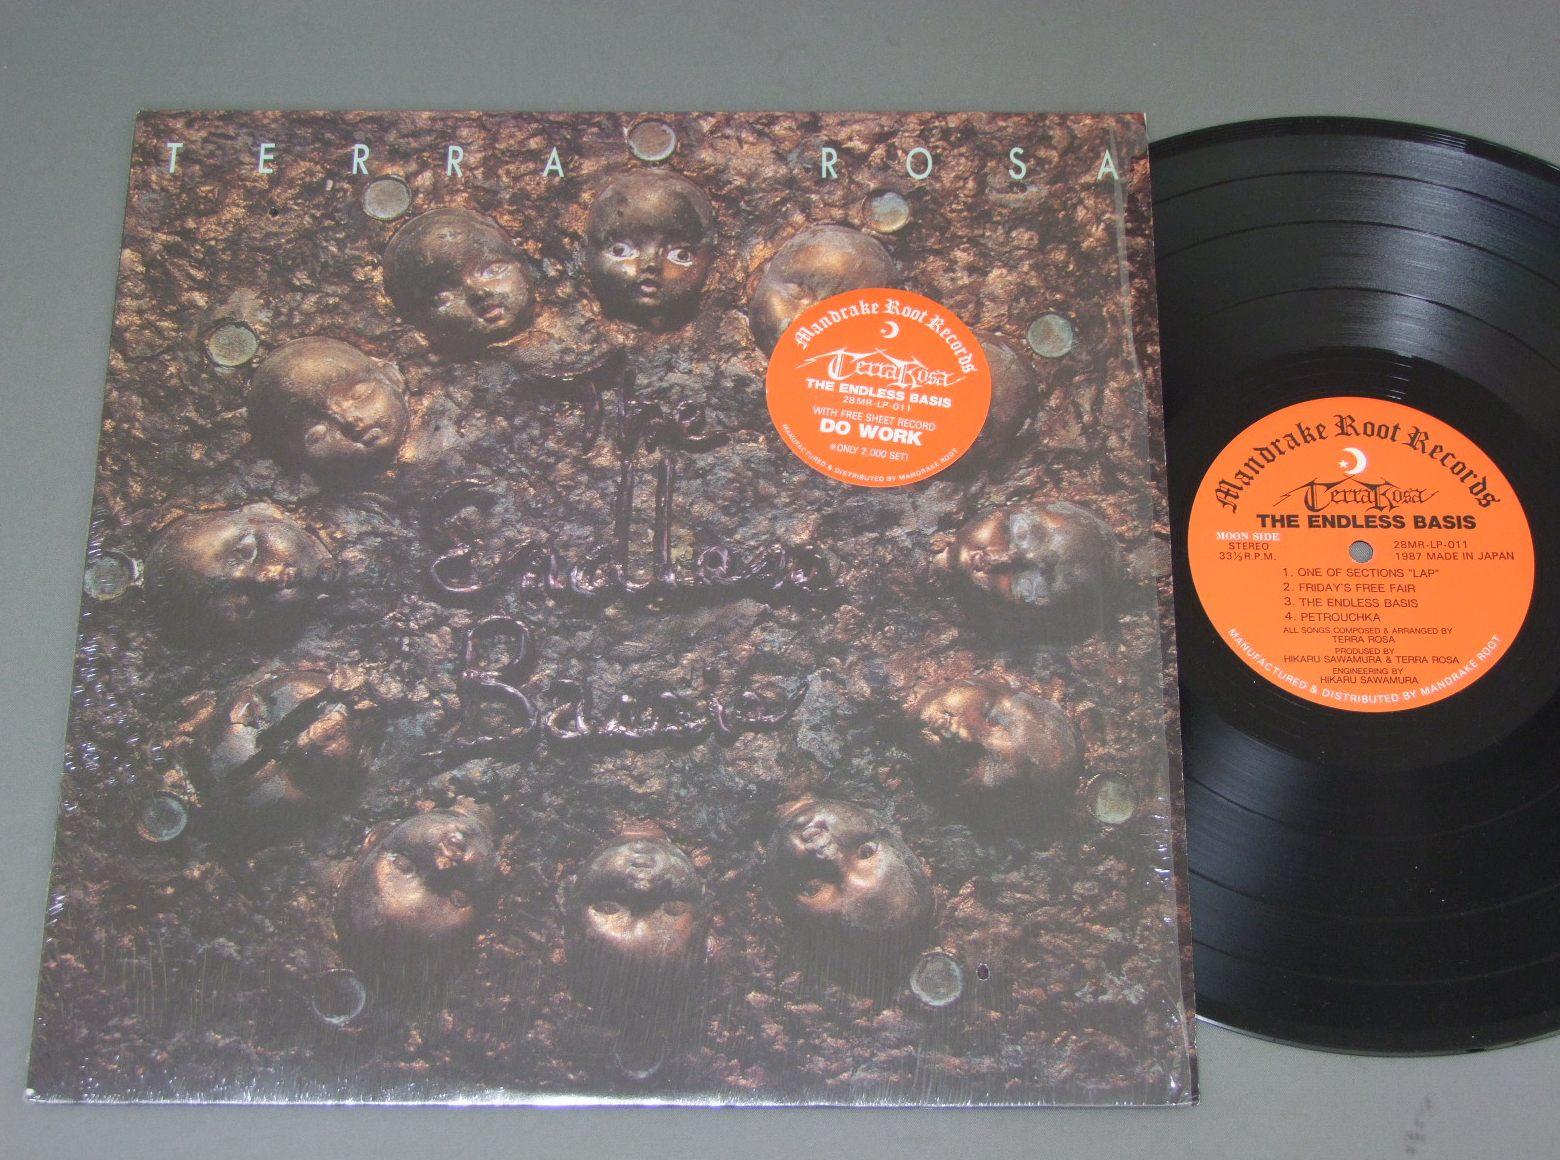 TERRA ROSA
The
Endless
Basis
Mandrake Root Records
Terra Rosa
THE ENDLESS BASIS
28MR-LP-011
WITH FREE SHEET RECORD
DO WORK
※ONLY 2,000 SET!
MANUFACTURED & DISTRIBUTED BY MANDRAKE ROOT
Mandrake Root Records
Terra Rosa
THE ENDLESS BASIS
MOON SIDE
STEREO
33⅓R.P.M.
28MR-LP-011
1987 MADE IN JAPAN
1. ONE OF SECTIONS "LAP"
2. FRIDAY'S FREE FAIR
3. THE ENDLESS BASIS
4. PETROUCHKA
ALL SONGS COMPOSED & ARRANGED BY
TERRA ROSA
PRODUSED BY
HIKARU SAWAMURA & TERRA ROSA
ENGINEERING BY
HIKARU SAWAMURA
MANUFACTURED & DISTRIBUTED BY MANDRAKE ROOT